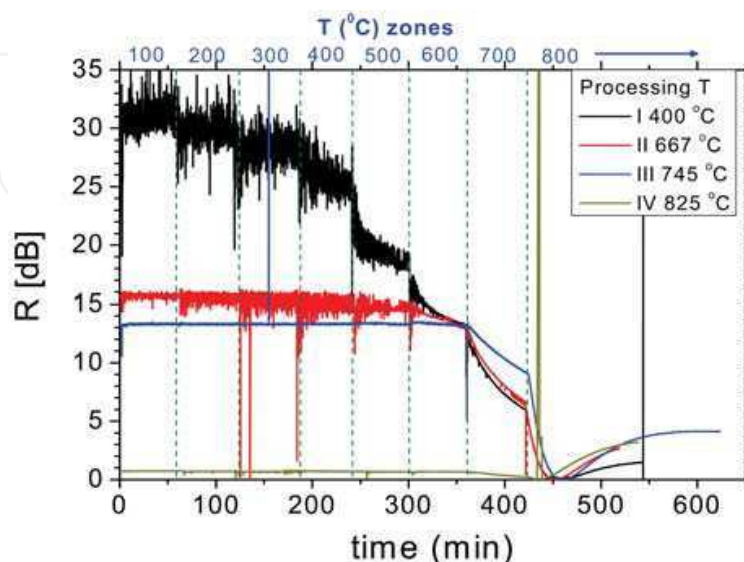 T (⁰C) zones
100 200 300 400 500 600 700 800
35
30
25
20
15
10
5
0
R [dB]
Processing T
I 400 °C
II 667 °C
III 745 °C
IV 825 °C
0 100 200 300 400 500 600
time (min)